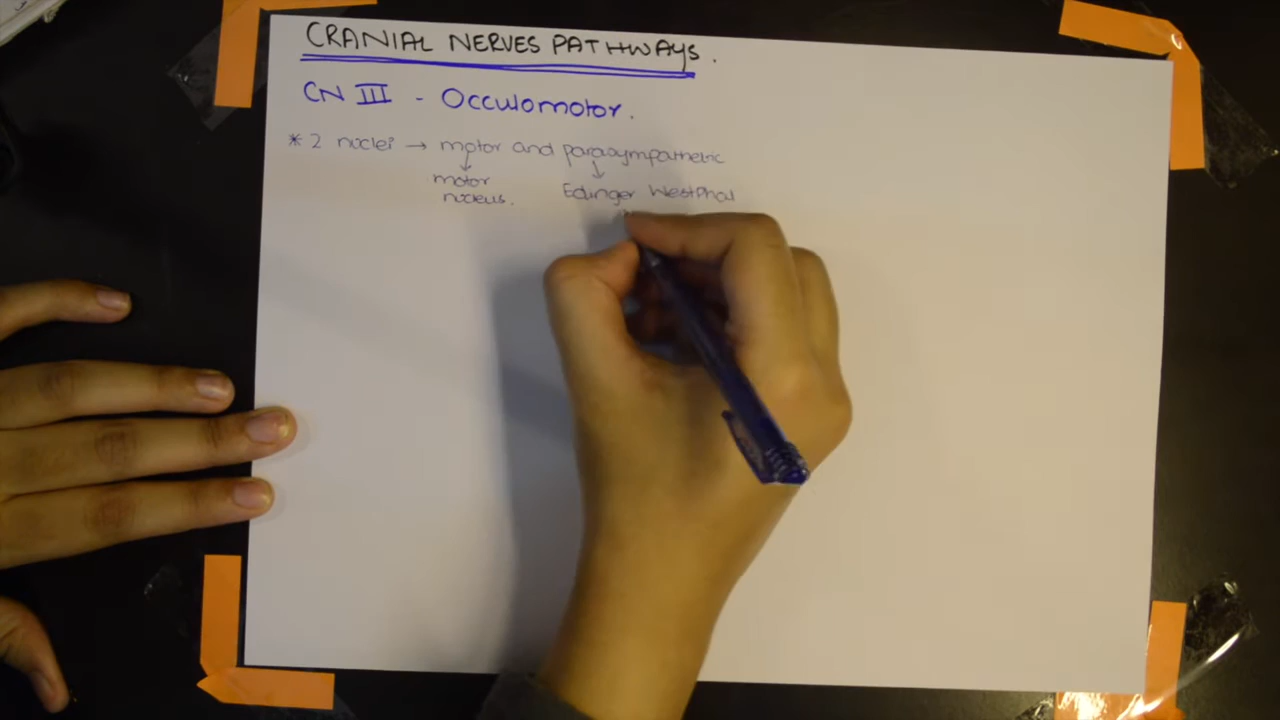 CRANIAL NERVES PATHWAYS.
CN III - Occulomotor.
* 2 nuclei → motor and parasympathetic
↓ ↓
motor Edinger Westphal
nucleus.